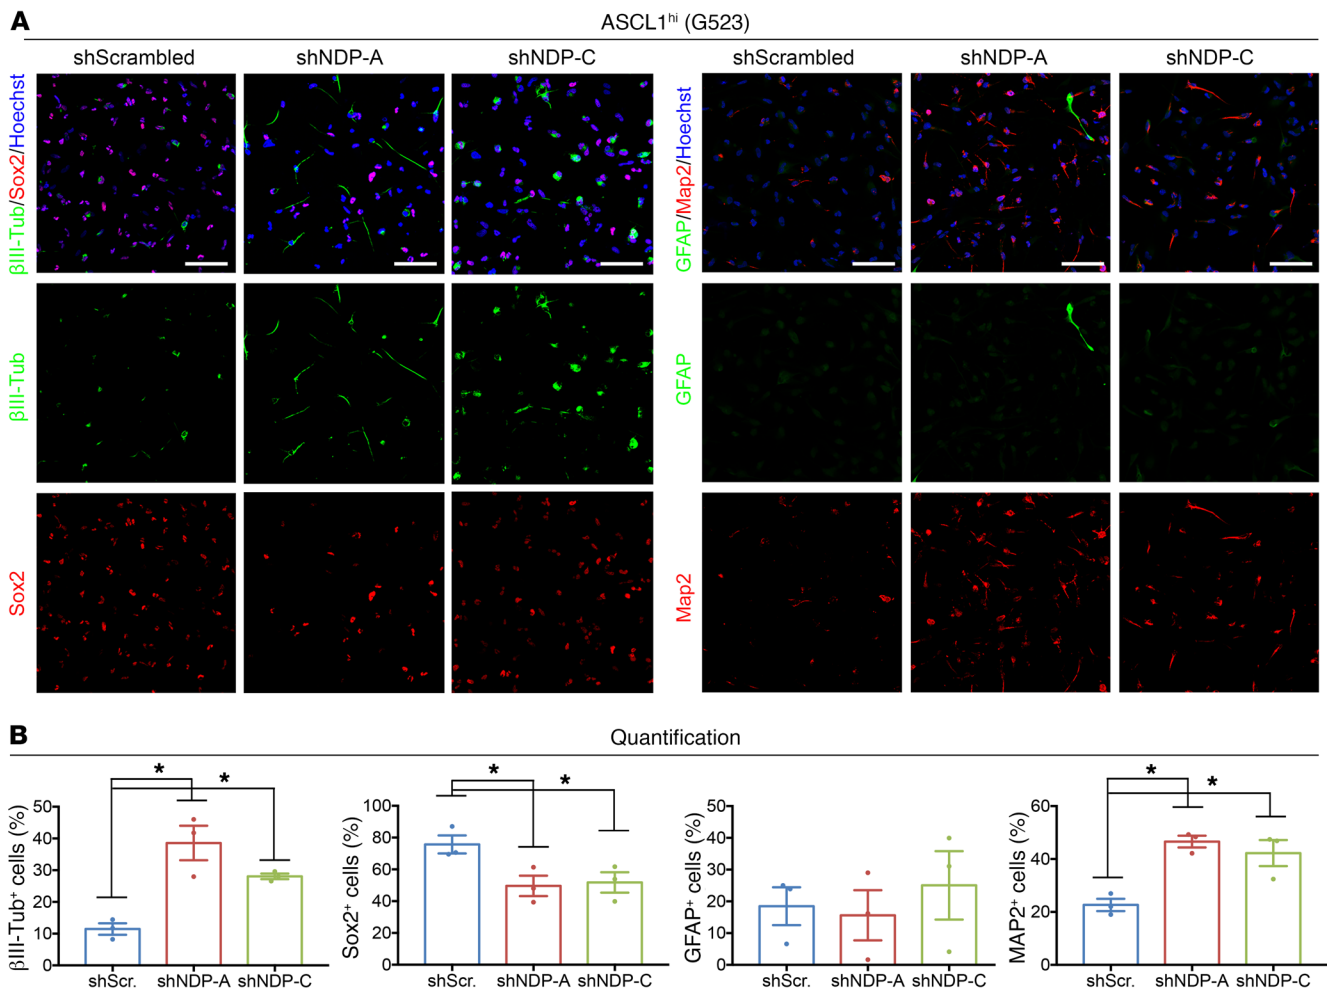 A
ASCL1hi (G523)
shScrambled shNDP-A shNDP-C shScrambled shNDP-A shNDP-C
βIII-Tub/Sox2/Hoechst
GFAP/Map2/Hoechst
βIII-Tub
GFAP
Sox2
Map2
B
Quantification
βIII-Tub+ cells (%)
50
40
30
20
10
0
* *
shScr. shNDP-A shNDP-C
Sox2+ cells (%)
100
80
60
40
20
0
* *
shScr. shNDP-A shNDP-C
GFAP+ cells (%)
50
40
30
20
10
0
shScr. shNDP-A shNDP-C
MAP2+ cells (%)
60
40
20
0
* *
shScr. shNDP-A shNDP-C